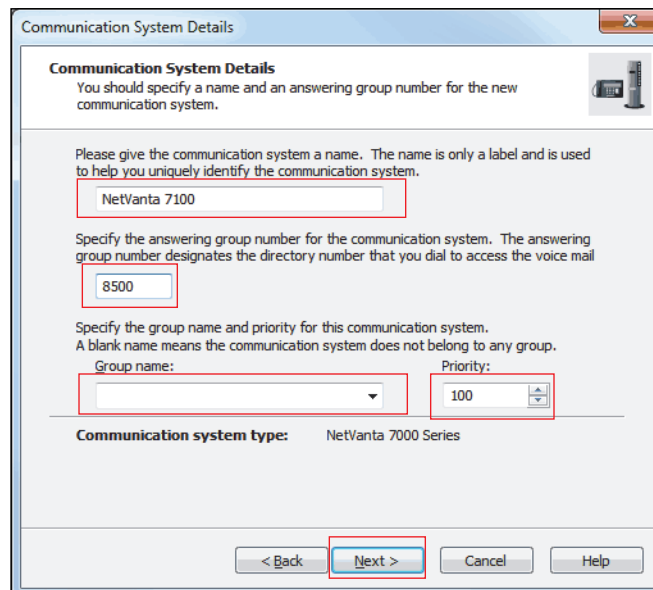 Communication System Details
Communication System Details
You should specify a name and an answering group number for the new
communication system.
Please give the communication system a name. The name is only a label and is used
to help you uniquely identify the communication system.
NetVanta 7100
Specify the answering group number for the communication system. The answering
group number designates the directory number that you dial to access the voice mail
8500
Specify the group name and priority for this communication system.
A blank name means the communication system does not belong to any group.
Group name: Priority:
100
Communication system type: NetVanta 7000 Series
< Back Next > Cancel Help